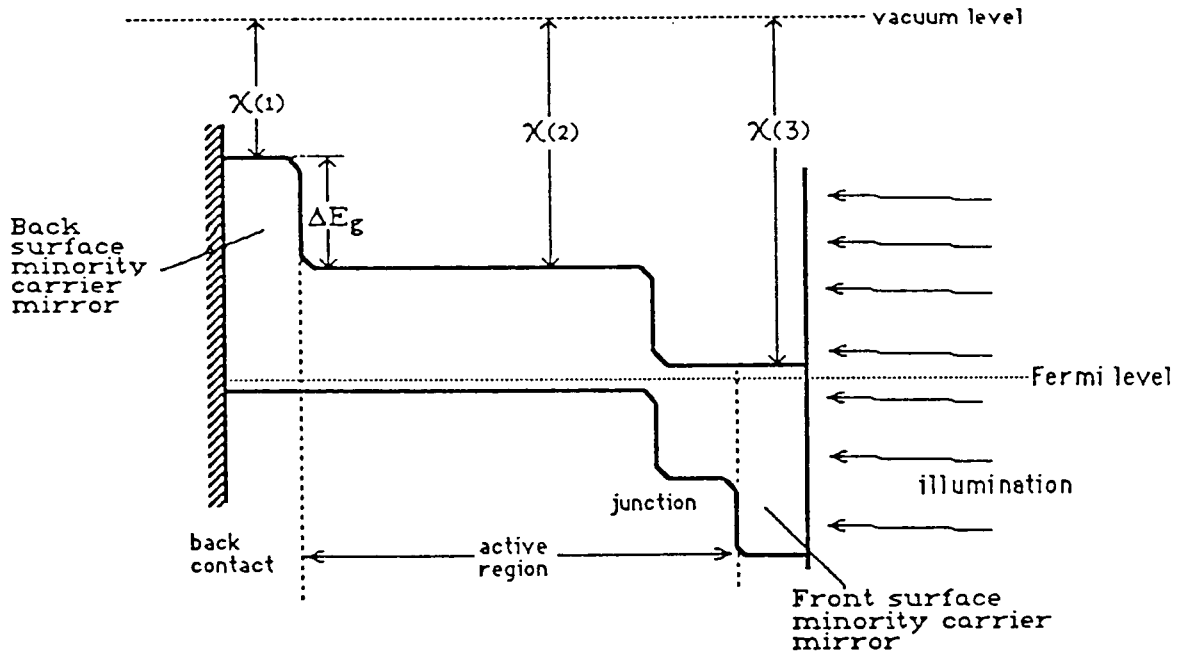 vacuum level
χ(1)
χ(2)
χ(3)
Back
surface
minority
carrier
mirror
ΔEg
Fermi level
illumination
junction
back
contact
active
region
Front surface
minority carrier
mirror